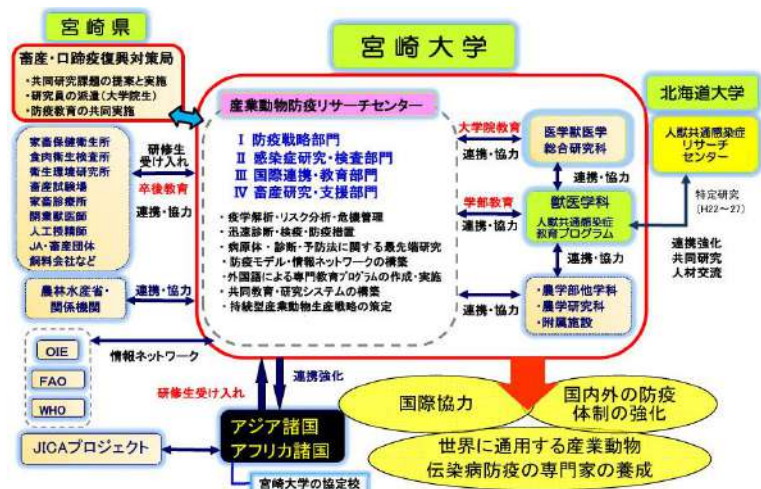 宮崎県
畜産・口蹄疫復興対策局
・共同研究課題の提案と実施
・研究員の派遣(大学院生)
・防疫教育の共同実施
家畜保健衛生所
食肉衛生検査所
衛生環境研究所
畜産試験場
家畜診療所
開業獣医師
人工授精師
JA・畜産団体
飼料会社など
研修生
受け入れ
卒後教育
連携・協力
農林水産省・
関係機関
連携・協力
OIE
FAO
WHO
情報ネットワーク
JICAプロジェクト
宮崎大学
産業動物防疫リサーチセンター
Ⅰ 防疫戦略部門
Ⅱ 感染症研究・検査部門
Ⅲ 国際連携・教育部門
Ⅳ 畜産研究・支援部門
・疫学解析・リスク分析・危機管理
・迅速診断・検疫・防疫措置
・病原体・診断・予防法に関する最先端研究
・防疫モデル・情報ネットワークの構築
・外国語による専門教育プログラムの作成・実施
・共同教育・研究システムの構築
・持続型産業動物生産戦略の策定
大学院教育
連携・協力
学部教育
連携・協力
連携・協力
医学獣医学
総合研究科
連携・協力
獣医学科
人獣共通感染症
教育プログラム
連携・協力
・農学部他学科
・農学研究科
・附属施設
北海道大学
人獣共通感染症
リサーチ
センター
特定研究
(H22~27)
連携強化
共同研究
人材交流
研修生受け入れ
連携強化
アジア諸国
アフリカ諸国
宮崎大学の協定校
国際協力
国内外の防疫
体制の強化
世界に通用する産業動物
伝染病防疫の専門家の養成